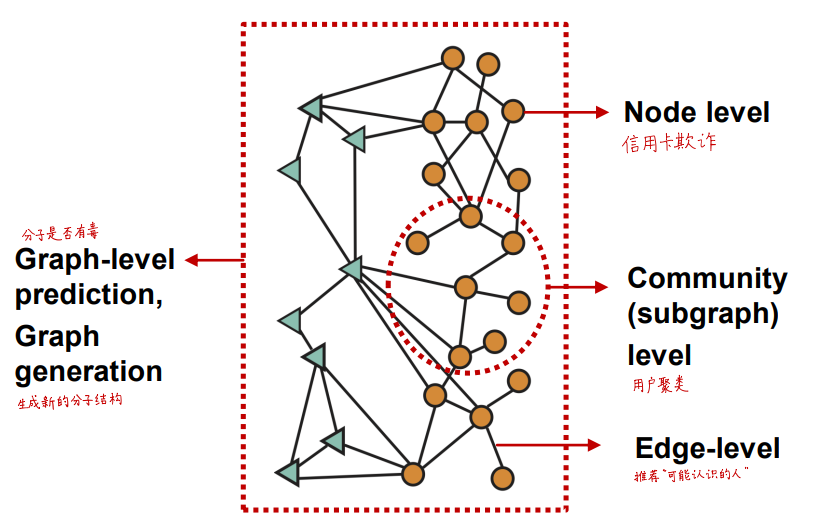 Node level
信用卡欺诈
分子是否有毒
Graph-level
prediction,
Graph
generation
生成新的分子结构
Community
(subgraph)
level
用户聚类
Edge-level
推荐"可能认识的人"